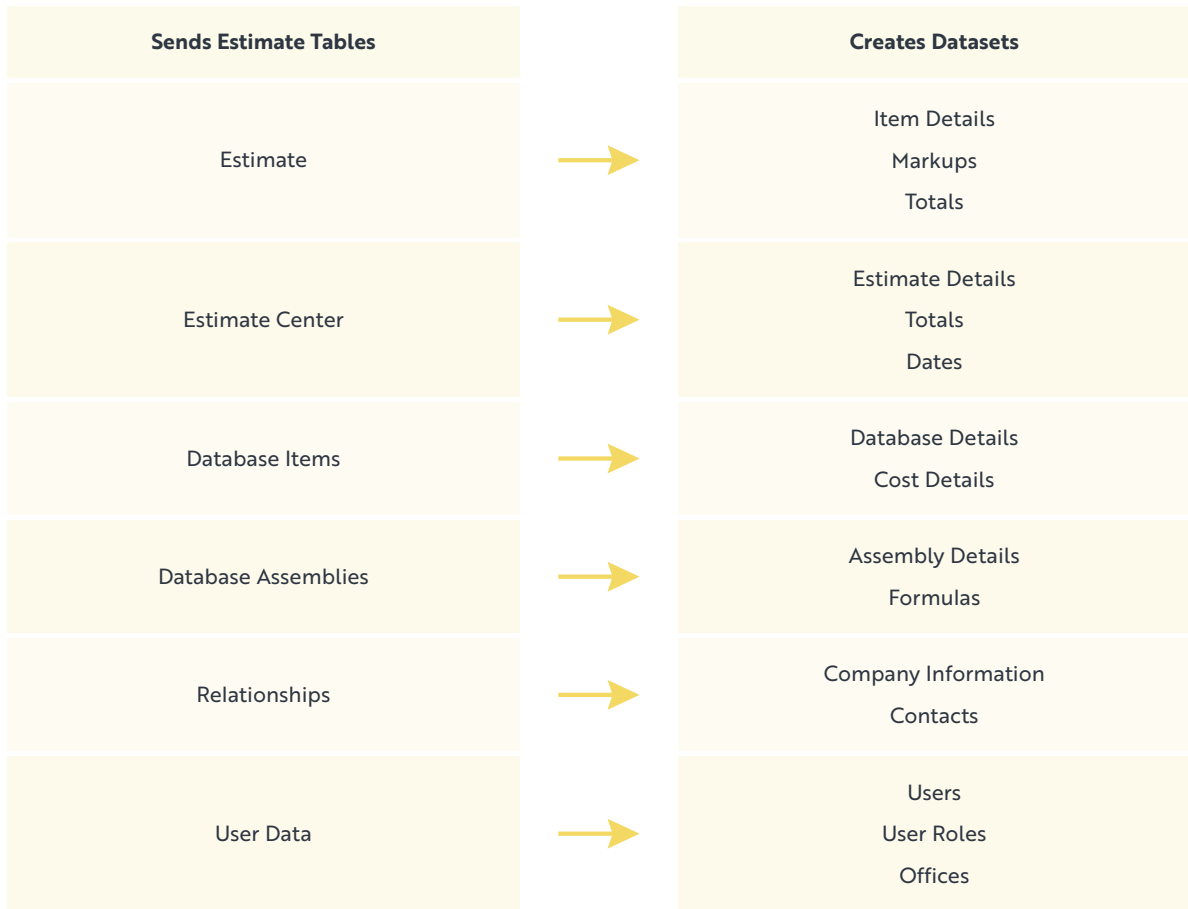 Sends Estimate Tables
Creates Datasets
Estimate
Item Details
Markups
Totals
Estimate Center
Estimate Details
Totals
Dates
Database Items
Database Details
Cost Details
Database Assemblies
Assembly Details
Formulas
Relationships
Company Information
Contacts
User Data
Users
User Roles
Offices